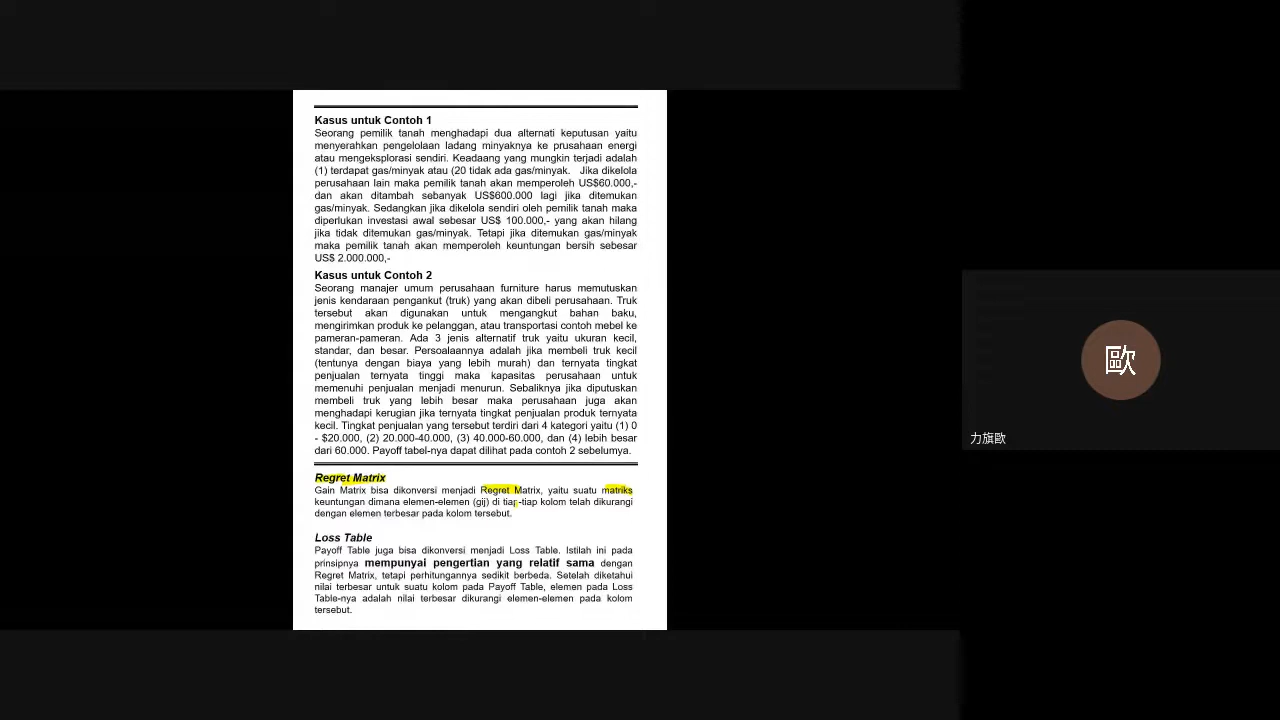 Kasus untuk Contoh 1
Seorang pemilik tanah menghadapi dua alternati keputusan yaitu
menyerahkan pengelolaan ladang minyaknya ke prusahaan energi
atau mengeksplorasi sendiri. Keadaang yang mungkin terjadi adalah
(1) terdapat gas/minyak atau (20 tidak ada gas/minyak. Jika dikelola
perusahaan lain maka pemilik tanah akan memperoleh US$60.000,-
dan akan ditambah sebanyak US$600.000 lagi jika ditemukan
gas/minyak. Sedangkan jika dikelola sendiri oleh pemilik tanah maka
diperlukan investasi awal sebesar US$ 100.000,- yang akan hilang
jika tidak ditemukan gas/minyak. Tetapi jika ditemukan gas/minyak
maka pemilik tanah akan memperoleh keuntungan bersih sebesar
US$ 2.000.000,-
Kasus untuk Contoh 2
Seorang manajer umum perusahaan furniture harus memutuskan
jenis kendaraan pengankut (truk) yang akan dibeli perusahaan. Truk
tersebut akan digunakan untuk mengangkut bahan baku,
mengirimkan produk ke pelanggan, atau transportasi contoh mebel ke
pameran-pameran. Ada 3 jenis alternatif truk yaitu ukuran kecil,
standar, dan besar. Persoalaannya adalah jika membeli truk kecil
(tentunya dengan biaya yang lebih murah) dan ternyata tingkat
penjualan ternyata tinggi maka kapasitas perusahaan untuk
memenuhi penjualan menjadi menurun. Sebaliknya jika diputuskan
membeli truk yang lebih besar maka perusahaan juga akan
menghadapi kerugian jika ternyata tingkat penjualan produk ternyata
kecil. Tingkat penjualan yang tersebut terdiri dari 4 kategori yaitu (1) 0
- $20.000, (2) 20.000-40.000, (3) 40.000-60.000, dan (4) lebih besar
dari 60.000. Payoff tabel-nya dapat dilihat pada contoh 2 sebelumya.
Regret Matrix
Gain Matrix bisa dikonversi menjadi Regret Matrix, yaitu suatu matriks
keuntungan dimana elemen-elemen (gij) di tiap-tiap kolom telah dikurangi
dengan elemen terbesar pada kolom tersebut.
Loss Table
Payoff Table juga bisa dikonversi menjadi Loss Table. Istilah ini pada
prinsipnya mempunyai pengertian yang relatif sama dengan
Regret Matrix, tetapi perhitungannya sedikit berbeda. Setelah diketahui
nilai terbesar untuk suatu kolom pada Payoff Table, elemen pada Loss
Table-nya adalah nilai terbesar dikurangi elemen-elemen pada kolom
tersebut.
歐
力旗歐